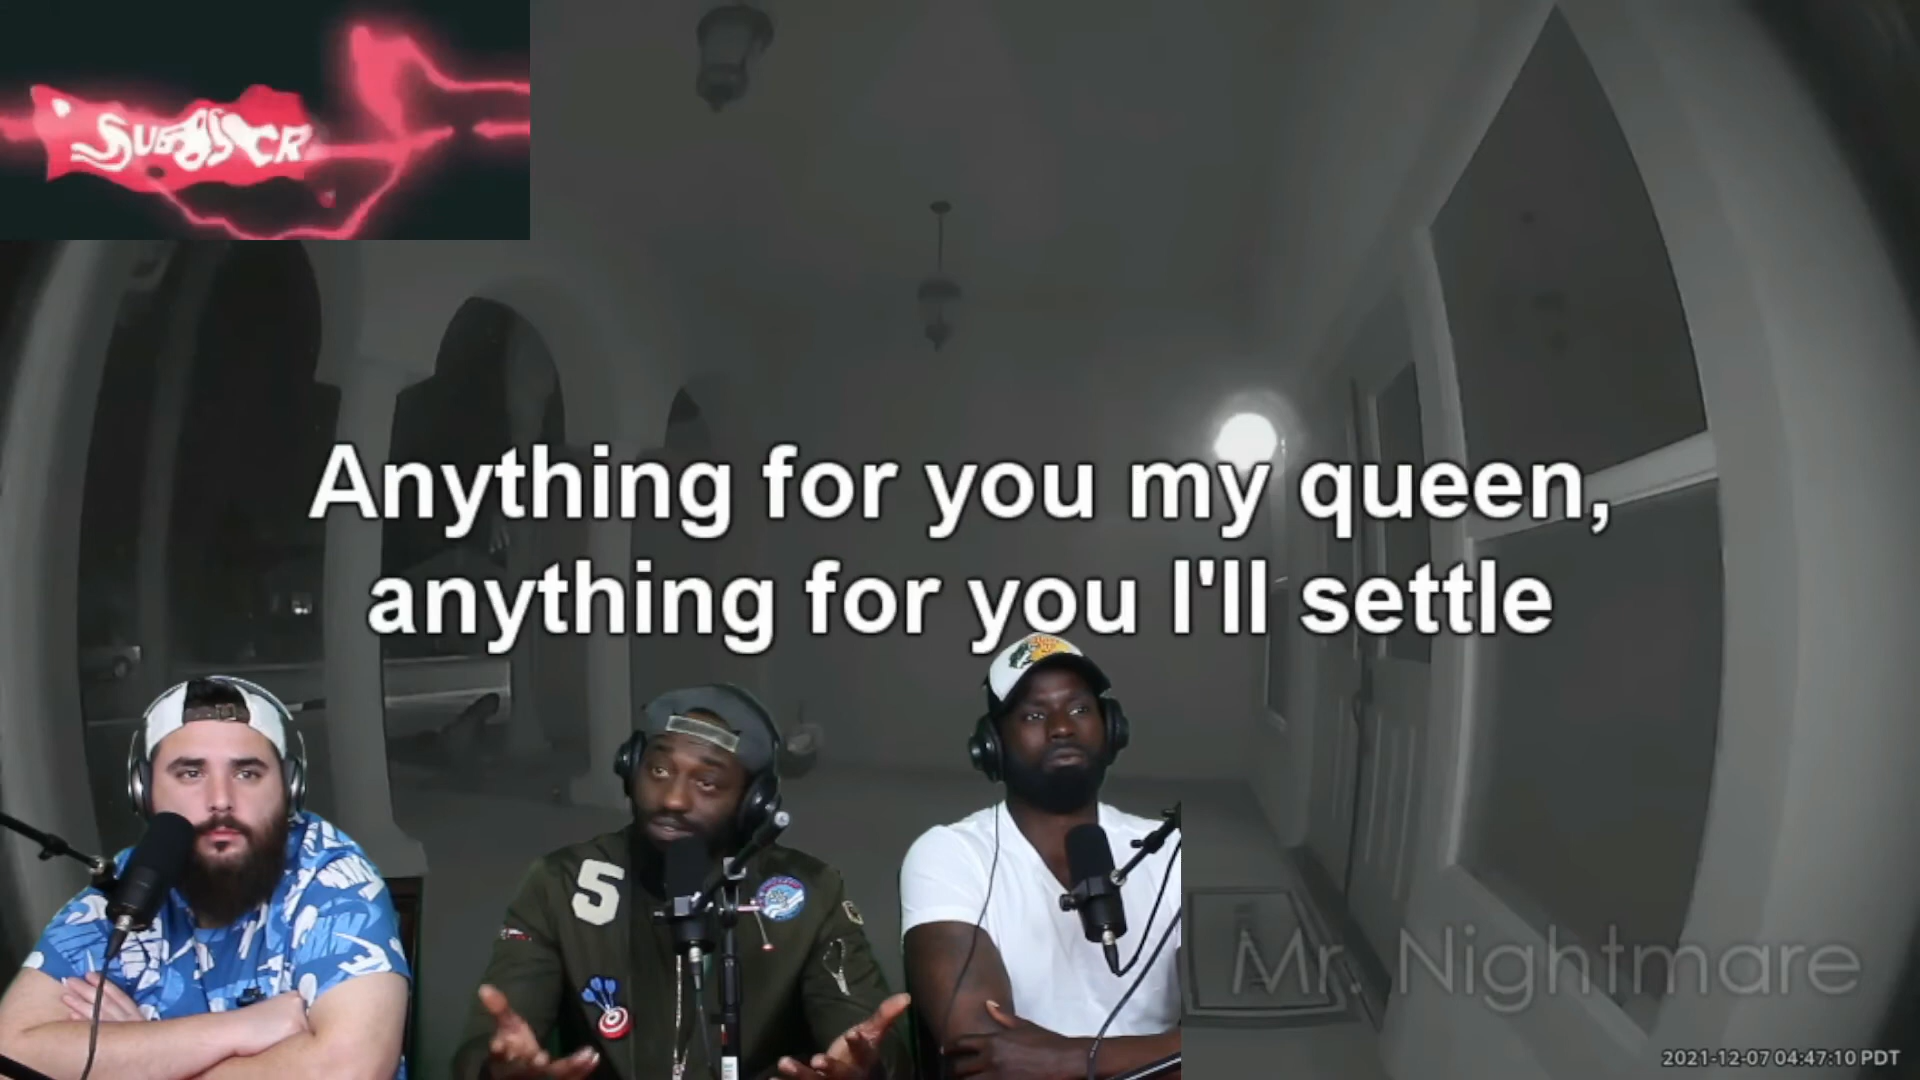 SUBSCR
Anything for you my queen,
anything for you I'll settle
5
Mr. Nightmare
2021-12-07 04:47:10 PDT